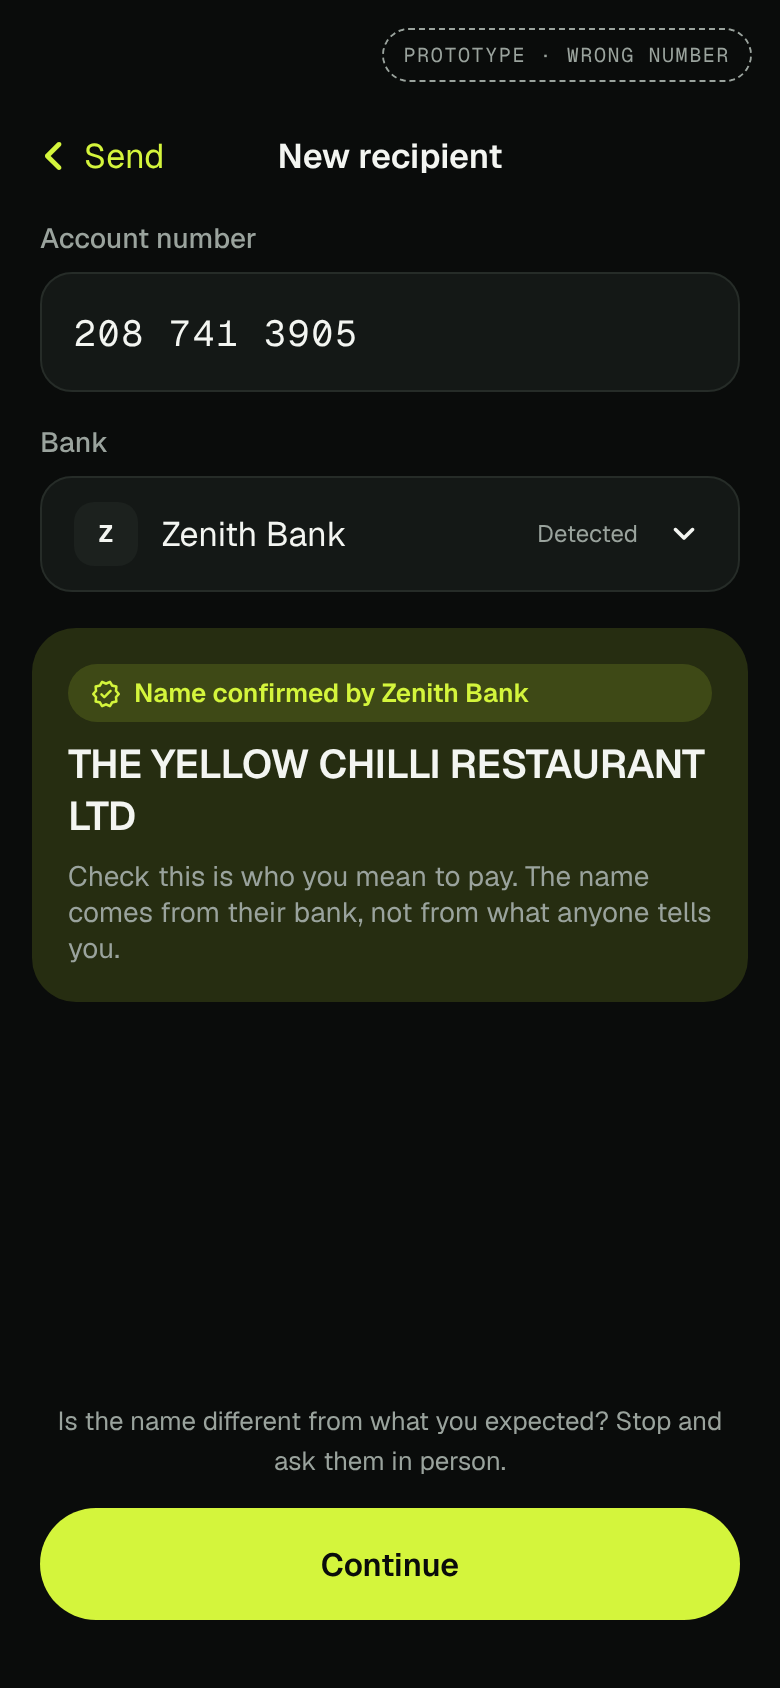 PROTOTYPE · WRONG NUMBER
Send
New recipient
Account number
208 741 3905
Bank
Z
Zenith Bank
Detected
Name confirmed by Zenith Bank
THE YELLOW CHILLI RESTAURANT
LTD
Check this is who you mean to pay. The name
comes from their bank, not from what anyone tells
you.
Is the name different from what you expected? Stop and
ask them in person.
Continue